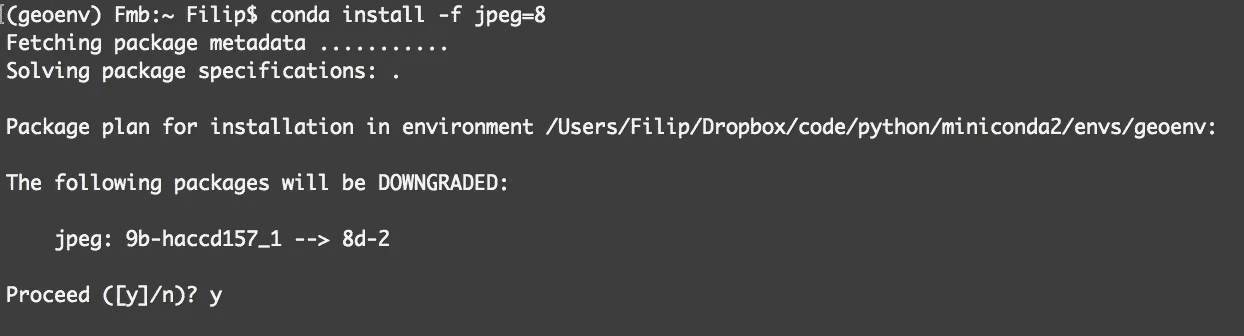 (geoenv) Fmb:~ Filip$ conda install -f jpeg=8
Fetching package metadata ...........
Solving package specifications: .
Package plan for installation in environment /Users/Filip/Dropbox/code/python/miniconda2/envs/geoenv:
The following packages will be DOWNGRADED:
jpeg: 9b-haccd157_1 --> 8d-2
Proceed ([y]/n)? y